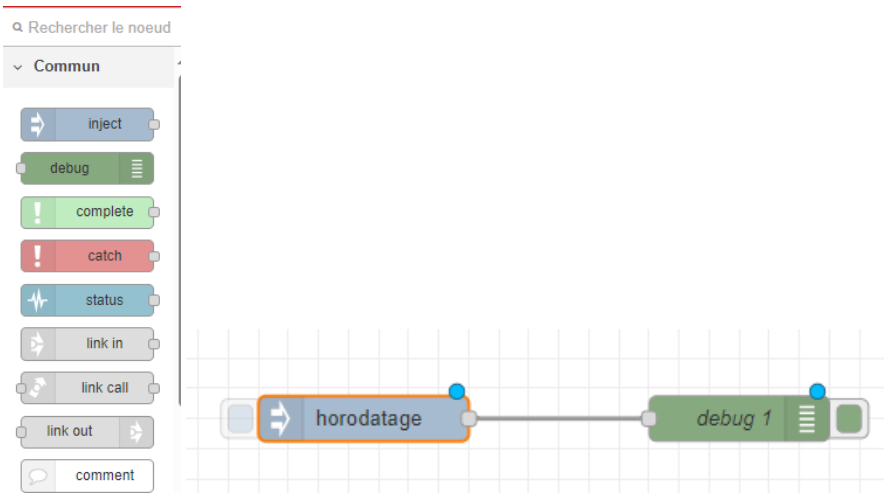 Rechercher le noeud
Commun
inject
debug
complete
catch
status
link in
link call
link out
comment
horodatage
debug 1